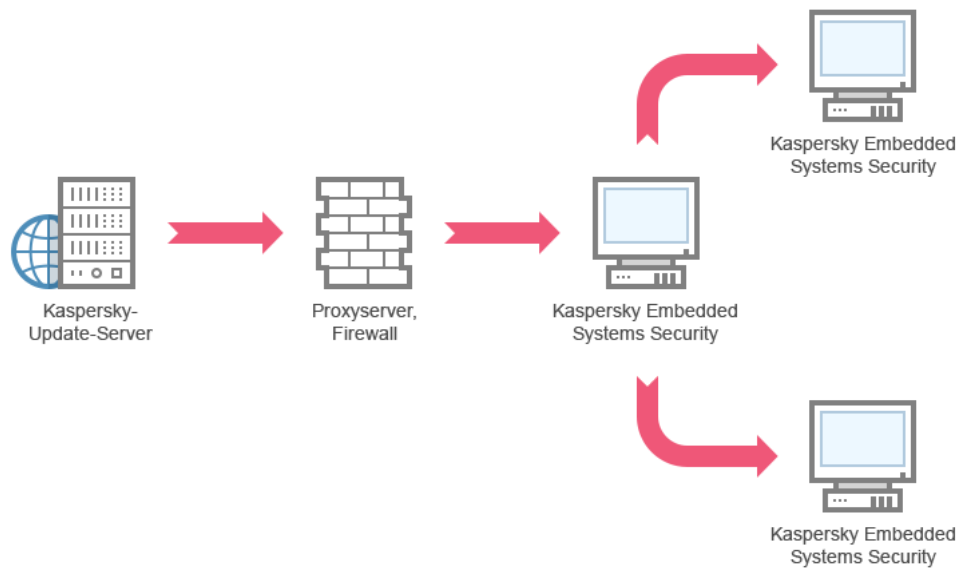 Kaspersky Embedded
Systems Security
Kaspersky-
Update-Server
Proxyserver,
Firewall
Kaspersky Embedded
Systems Security
Kaspersky Embedded
Systems Security